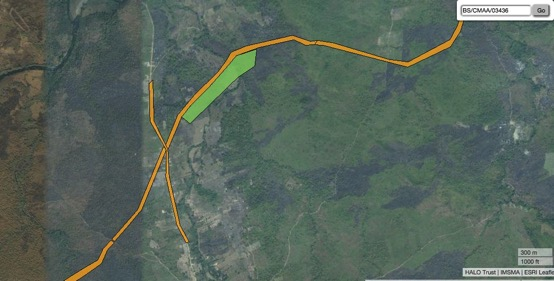 BS/CMAA/03436 Go
300 m
1000 ft
HALO Trust | IMSMA | ESRI Leafle